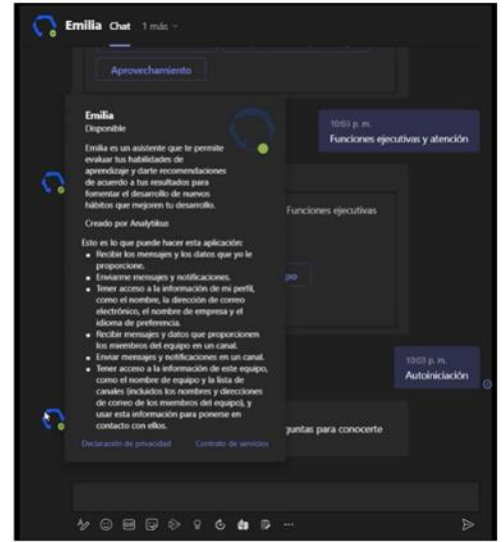 Emilia Chat 1 más
Aprovechamiento
Emilia
Disponible
Emilia es un asistente que te permite
evaluar tus habilidades de
aprendizaje y darte recomendaciones
de acuerdo a tus resultados para
fomentar el desarrollo de nuevos
hábitos que mejoren tu desarrollo.
Creado por Analytikus
Esto es lo que puede hacer esta aplicación:
• Recibir los mensajes y los datos que yo le
proporcione.
• Enviarme mensajes y notificaciones.
• Tener acceso a la información de mi perfil,
como el nombre, la dirección de correo
electrónico, el nombre de empresa y el
idioma de preferencia.
• Recibir mensajes y datos que proporcionen
los miembros del equipo en un canal.
• Enviar mensajes y notificaciones en un canal.
• Tener acceso a la información de este equipo,
como el nombre de equipo y la lista de
canales (incluidos los nombres y direcciones
de correo de los miembros del equipo), y
usar esta información para ponerse en
contacto con ellos.
Declaración de privacidad Contrato de servicios
10:03 p. m.
Funciones ejecutivas y atención
Funciones ejecutivas
po
10:03 p. m.
Autoiniciación
guntas para conocerte
GIF